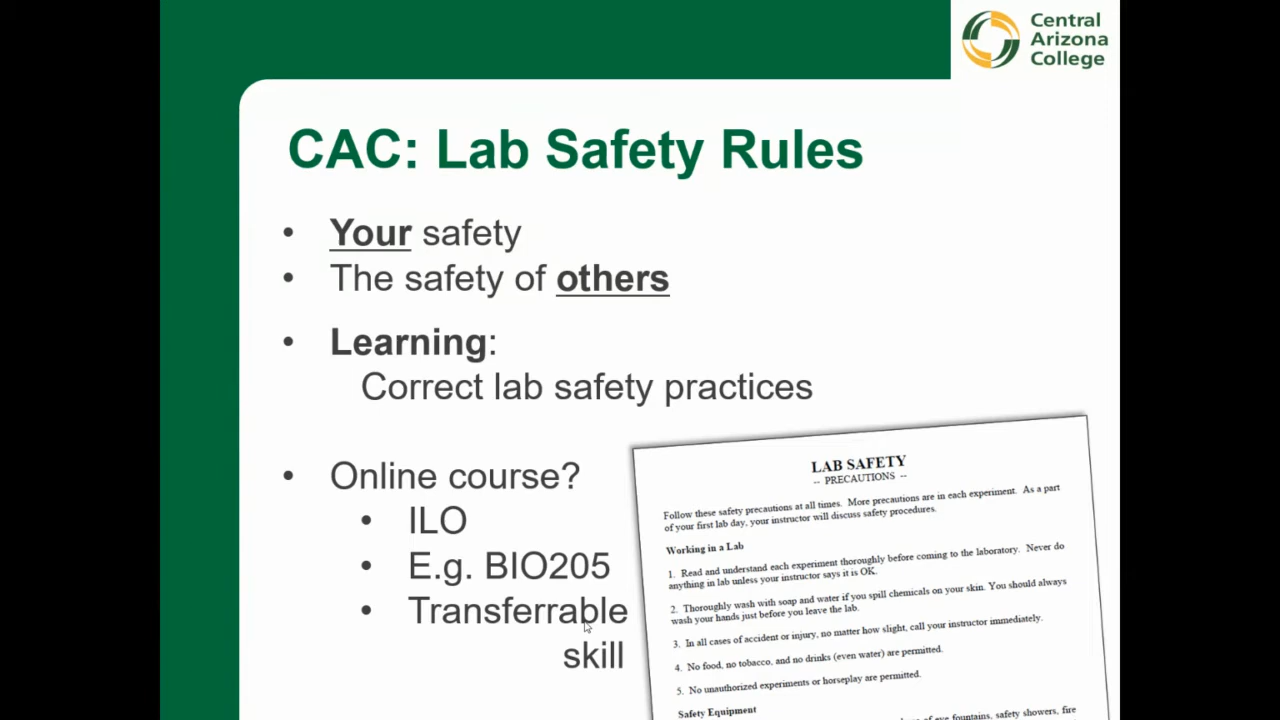 Central
Arizona
College
CAC: Lab Safety Rules
• Your safety
• The safety of others
• Learning:
Correct lab safety practices
• Online course?
• ILO
• E.g. BIO205
• Transferrable
skill
LAB SAFETY
-- PRECAUTIONS --
Follow these safety precautions at all times. More precautions are in each experiment. As a part
of your first lab day, your instructor will discuss safety procedures.
Working in a Lab
1. Read and understand each experiment thoroughly before coming to the laboratory. Never do
anything in lab unless your instructor says it is OK.
2. Thoroughly wash with soap and water if you spill chemicals on your skin. You should always
wash your hands just before you leave the lab.
3. In all cases of accident or injury, no matter how slight, call your instructor immediately.
4. No food, no tobacco, and no drinks (even water) are permitted.
5. No unauthorized experiments or horseplay are permitted.
Safety Equipment
of eye fountains, safety showers, fire